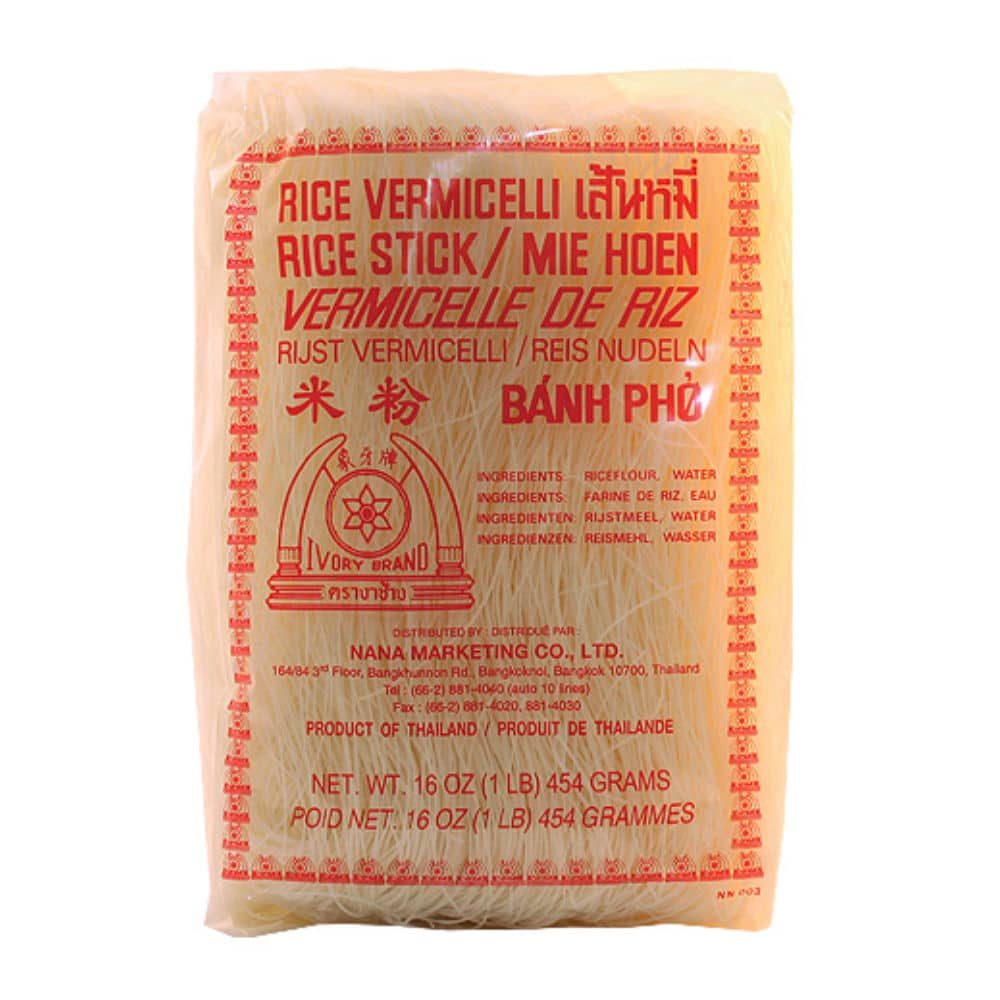 RICE VERMICELLI เส้นหมี่
RICE STICK / MIE HOEN
VERMICELLE DE RIZ
RIJST VERMICELLI / REIS NUDELN
米粉 BÁNH PHỞ
象牙牌
IVORY BRAND
ตรางาช้าง
INGREDIENTS: RICEFLOUR, WATER
INGREDIENTS: FARINE DE RIZ, EAU
INGREDIENTEN: RIJSTMEEL, WATER
INGREDIENZEN: REISMEHL, WASSER
DISTRIBUTED BY : DISTRIDUÉ PAR :
NANA MARKETING CO., LTD.
164/84 3rd Floor, Bangkhunnon Rd., Bangkoknoi, Bangkok 10700, Thailand
Tel : (66-2) 881-4040 (auto 10 lines)
Fax : (66-2) 881-4020, 881-4030
PRODUCT OF THAILAND / PRODUIT DE THAILANDE
NET. WT. 16 OZ (1 LB) 454 GRAMS
POID NET. 16 OZ (1 LB) 454 GRAMMES
NN 003